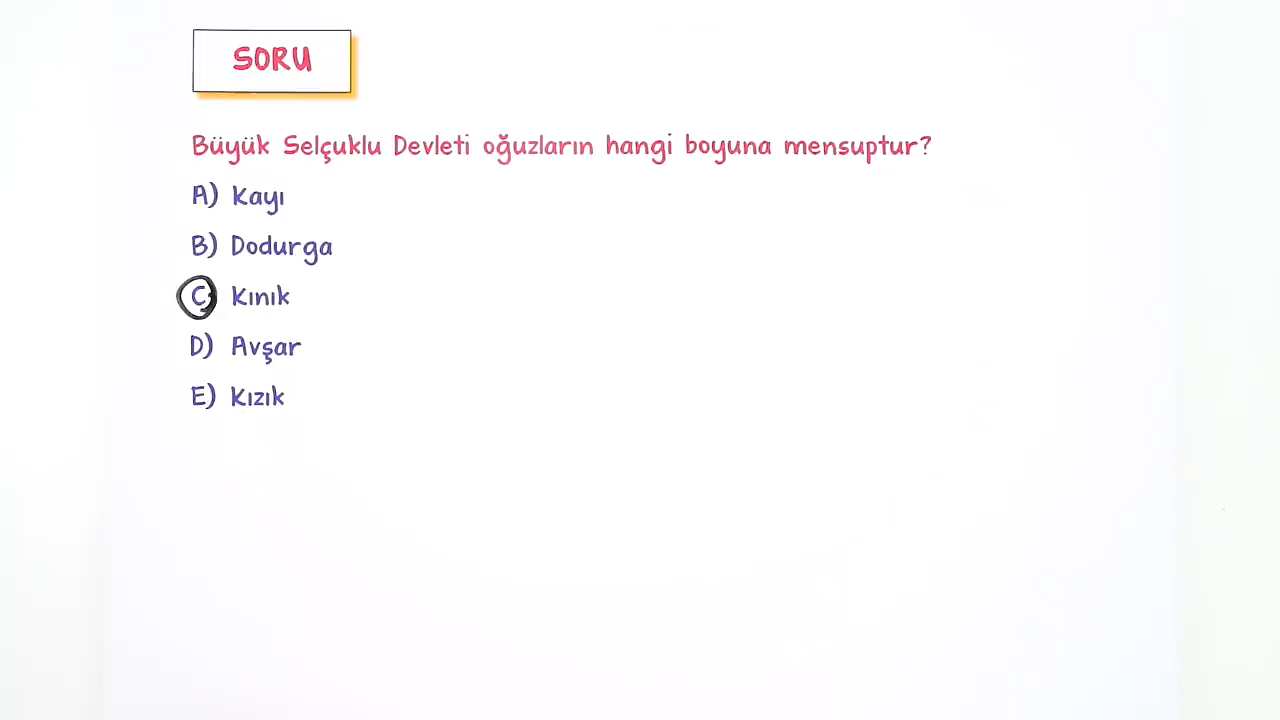 SORU
Büyük Selçuklu Devleti oğuzların hangi boyuna mensuptur?
A) Kayı
B) Dodurga
C) Kınık
D) Avşar
E) Kızık